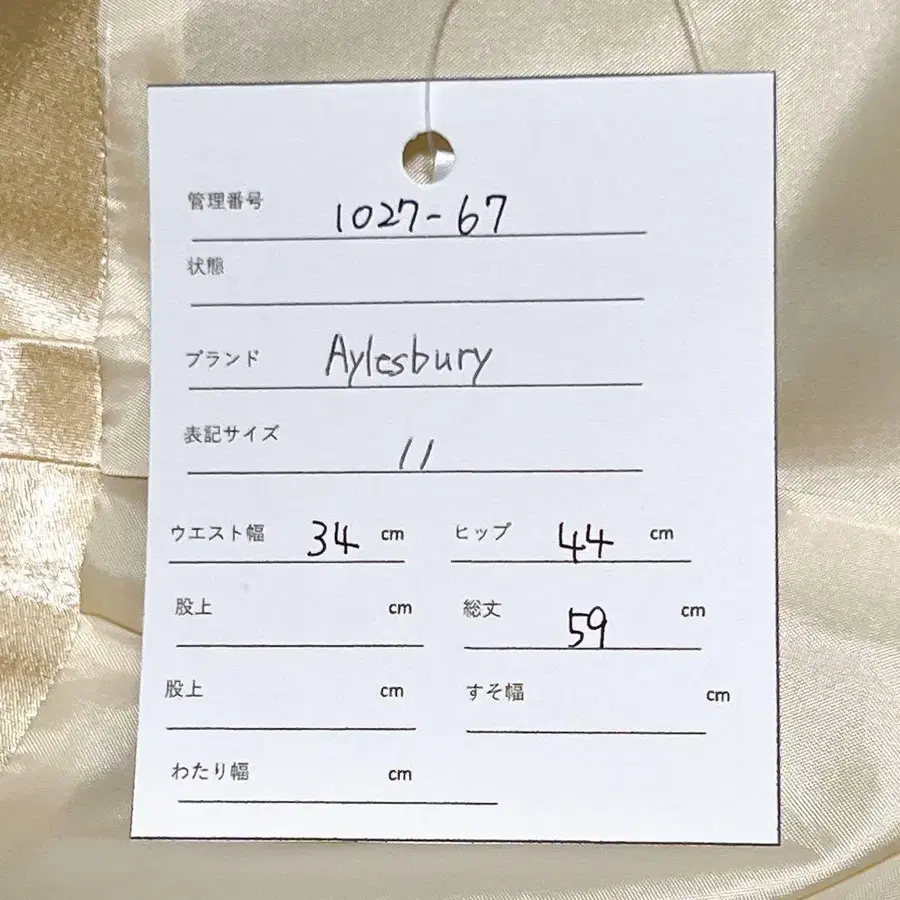 管理番号 1027-67
状態
ブランド Aylesbury
表記サイズ 11
ウエスト幅 34 cm ヒップ 44 cm
股上 cm 総丈 59 cm
股上 cm すそ幅 cm
わたり幅 cm